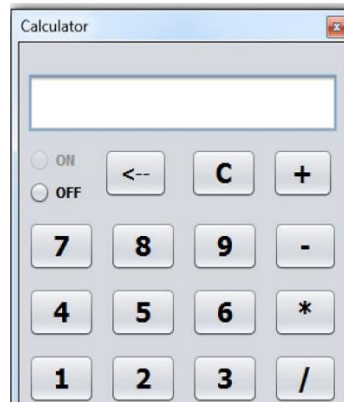 Calculator
ON
OFF
<-- C +
7 8 9 -
4 5 6 *
1 2 3 /